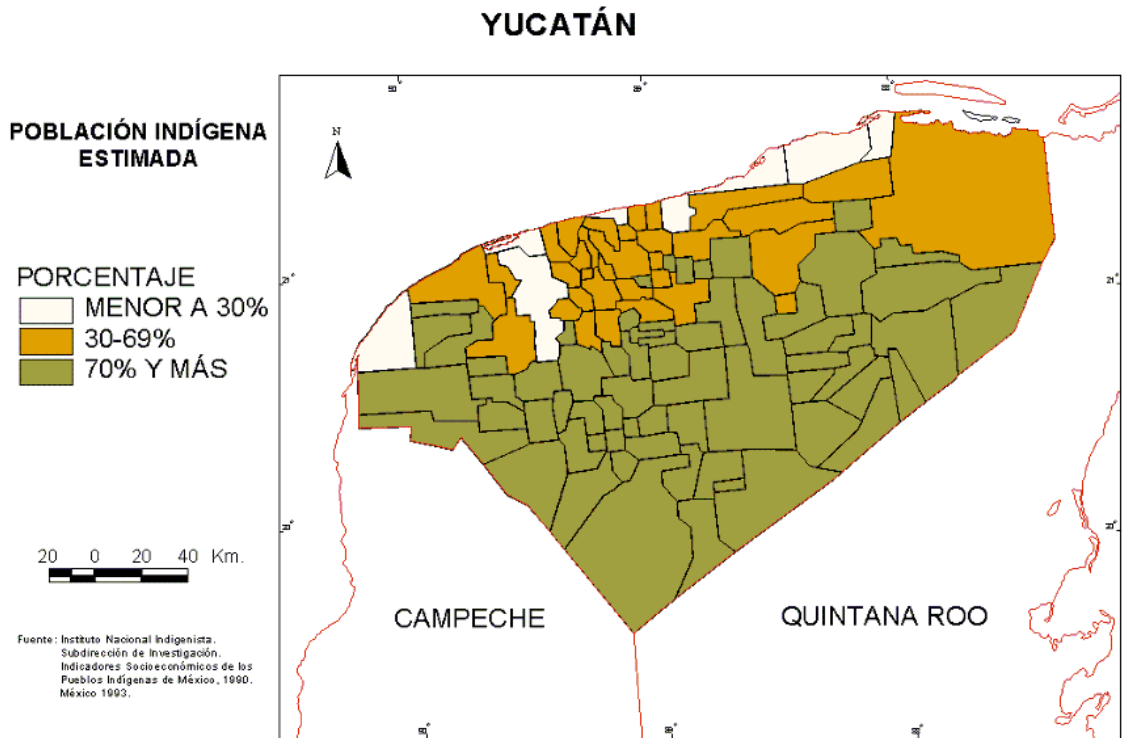 YUCATÁN
POBLACIÓN INDÍGENA
ESTIMADA
N
PORCENTAJE
MENOR A 30%
30-69%
70% Y MÁS
20 0 20 40 Km.
CAMPECHE
QUINTANA ROO
Fuente: Instituto Nacional Indigenista.
Subdirección de Investigación.
Indicadores Socioeconómicos de los
Pueblos Indígenas de México, 1990.
México 1993.